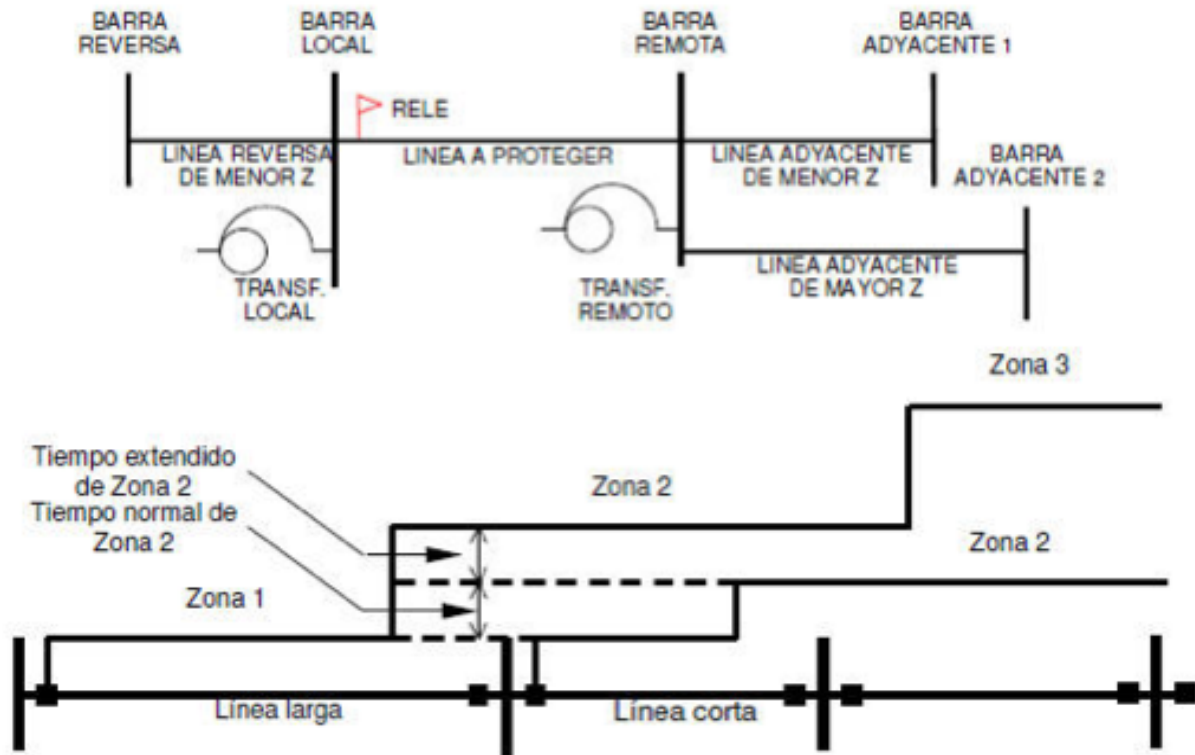 BARRA
REVERSA
BARRA
LOCAL
BARRA
REMOTA
BARRA
ADYACENTE 1
RELE
LINEA REVERSA
DE MENOR Z
LINEA A PROTEGER
LINEA ADYACENTE
DE MENOR Z
BARRA
ADYACENTE 2
TRANSF.
LOCAL
TRANSF.
REMOTO
LINEA ADYACENTE
DE MAYOR Z
Zona 3
Tiempo extendido
de Zona 2
Tiempo normal de
Zona 2
Zona 2
Zona 2
Zona 1
Línea larga
Línea corta